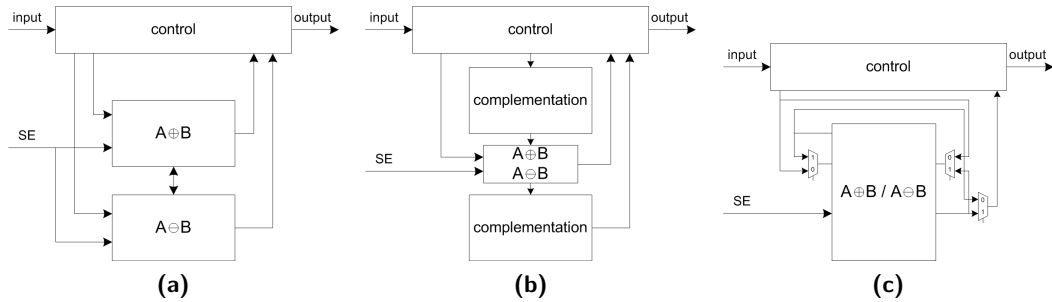 input
control
output
SE
A⊕B
A⊖B
(a)
input
control
output
complementation
SE
A⊕B
A⊖B
complementation
(b)
input
control
output
1
0
0
1
A⊕B / A⊖B
0
1
SE
(c)